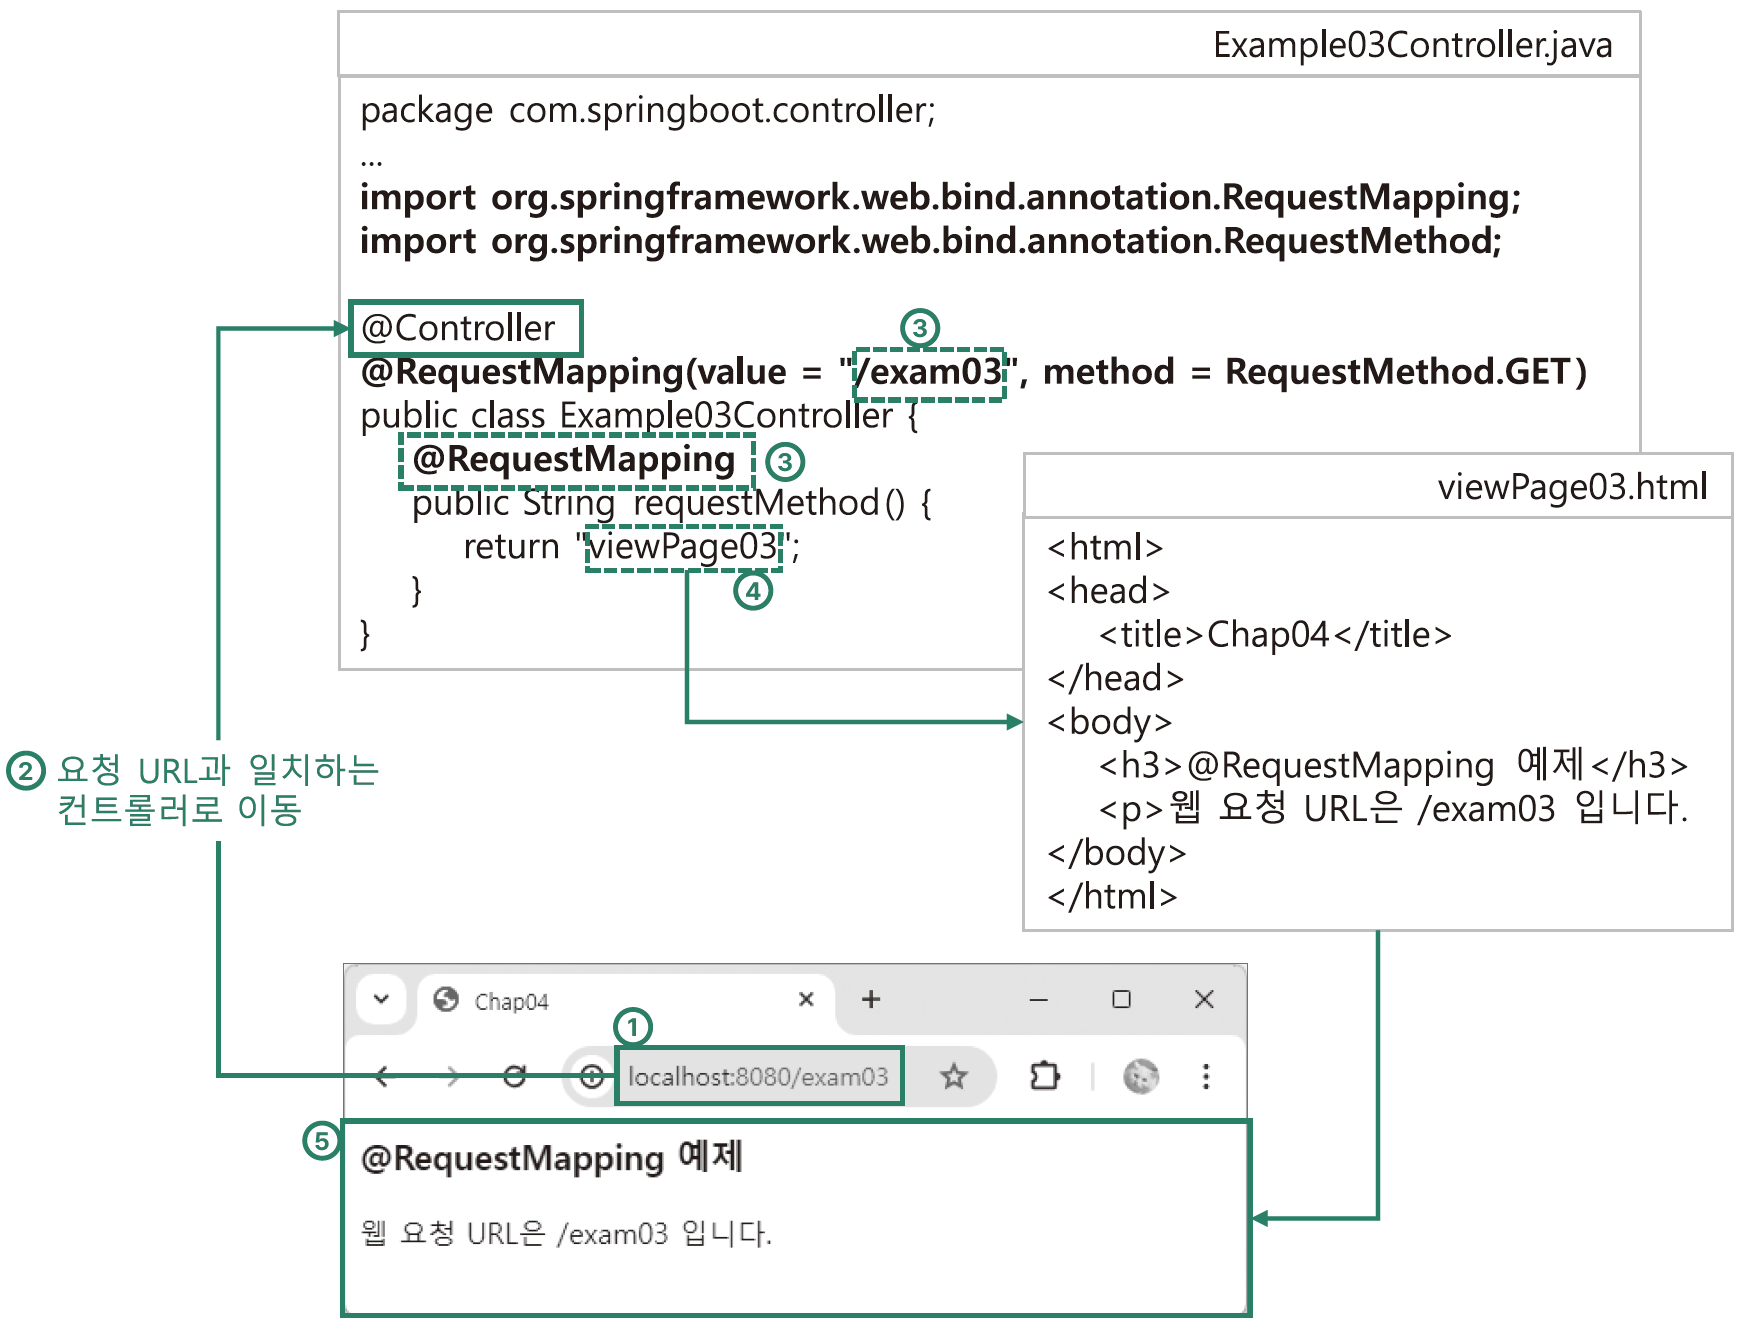 Example03Controller.java
package com.springboot.controller;
...
import org.springframework.web.bind.annotation.RequestMapping;
import org.springframework.web.bind.annotation.RequestMethod;
@Controller
③
@RequestMapping(value = "/exam03", method = RequestMethod.GET)
public class Example03Controller {
@RequestMapping ③
public String requestMethod() {
return "viewPage03";
④
}
}
viewPage03.html
<html>
<head>
<title>Chap04</title>
</head>
<body>
<h3>@RequestMapping 예제</h3>
<p>웹 요청 URL은 /exam03 입니다.
</body>
</html>
② 요청 URL과 일치하는
컨트롤러로 이동
Chap04
①
localhost:8080/exam03
⑤
@RequestMapping 예제
웹 요청 URL은 /exam03 입니다.